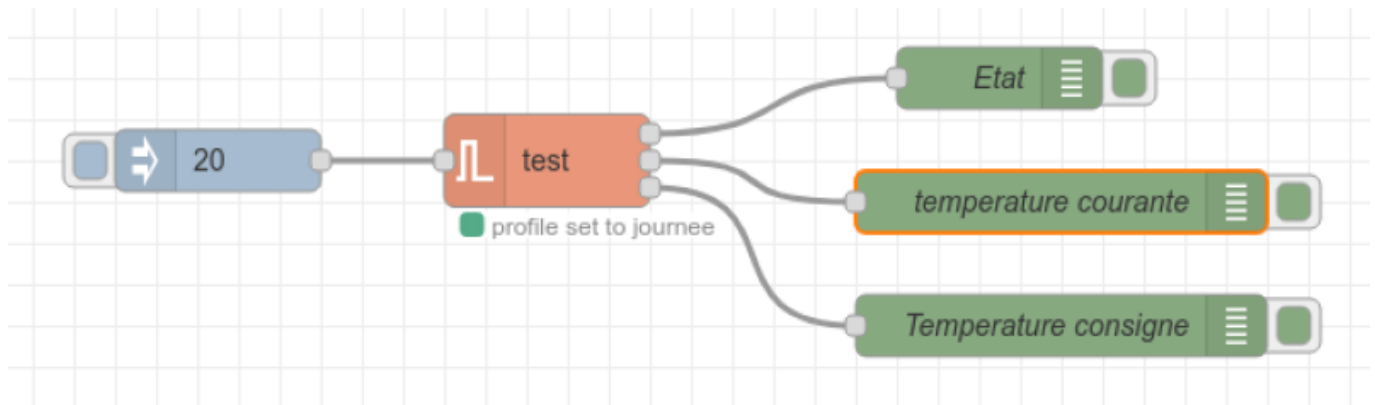 Etat
20
test
temperature courante
profile set to journee
Temperature consigne